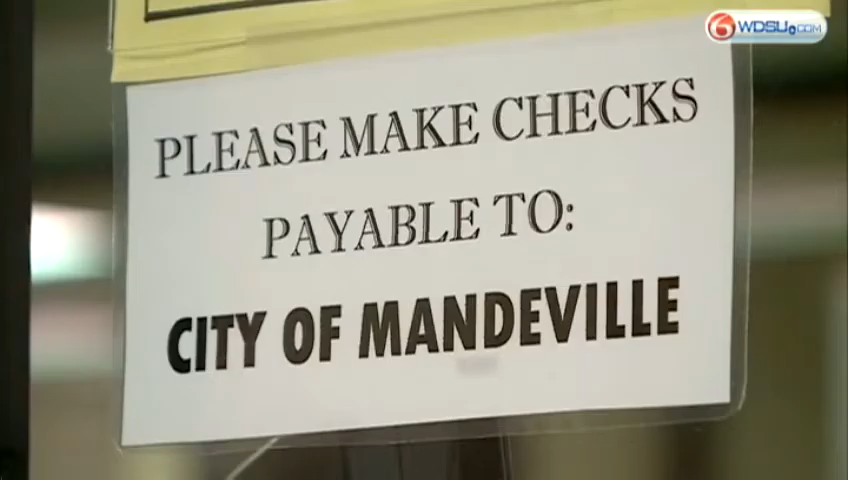 6 WDSU.COM
PLEASE MAKE CHECKS
PAYABLE TO:
CITY OF MANDEVILLE